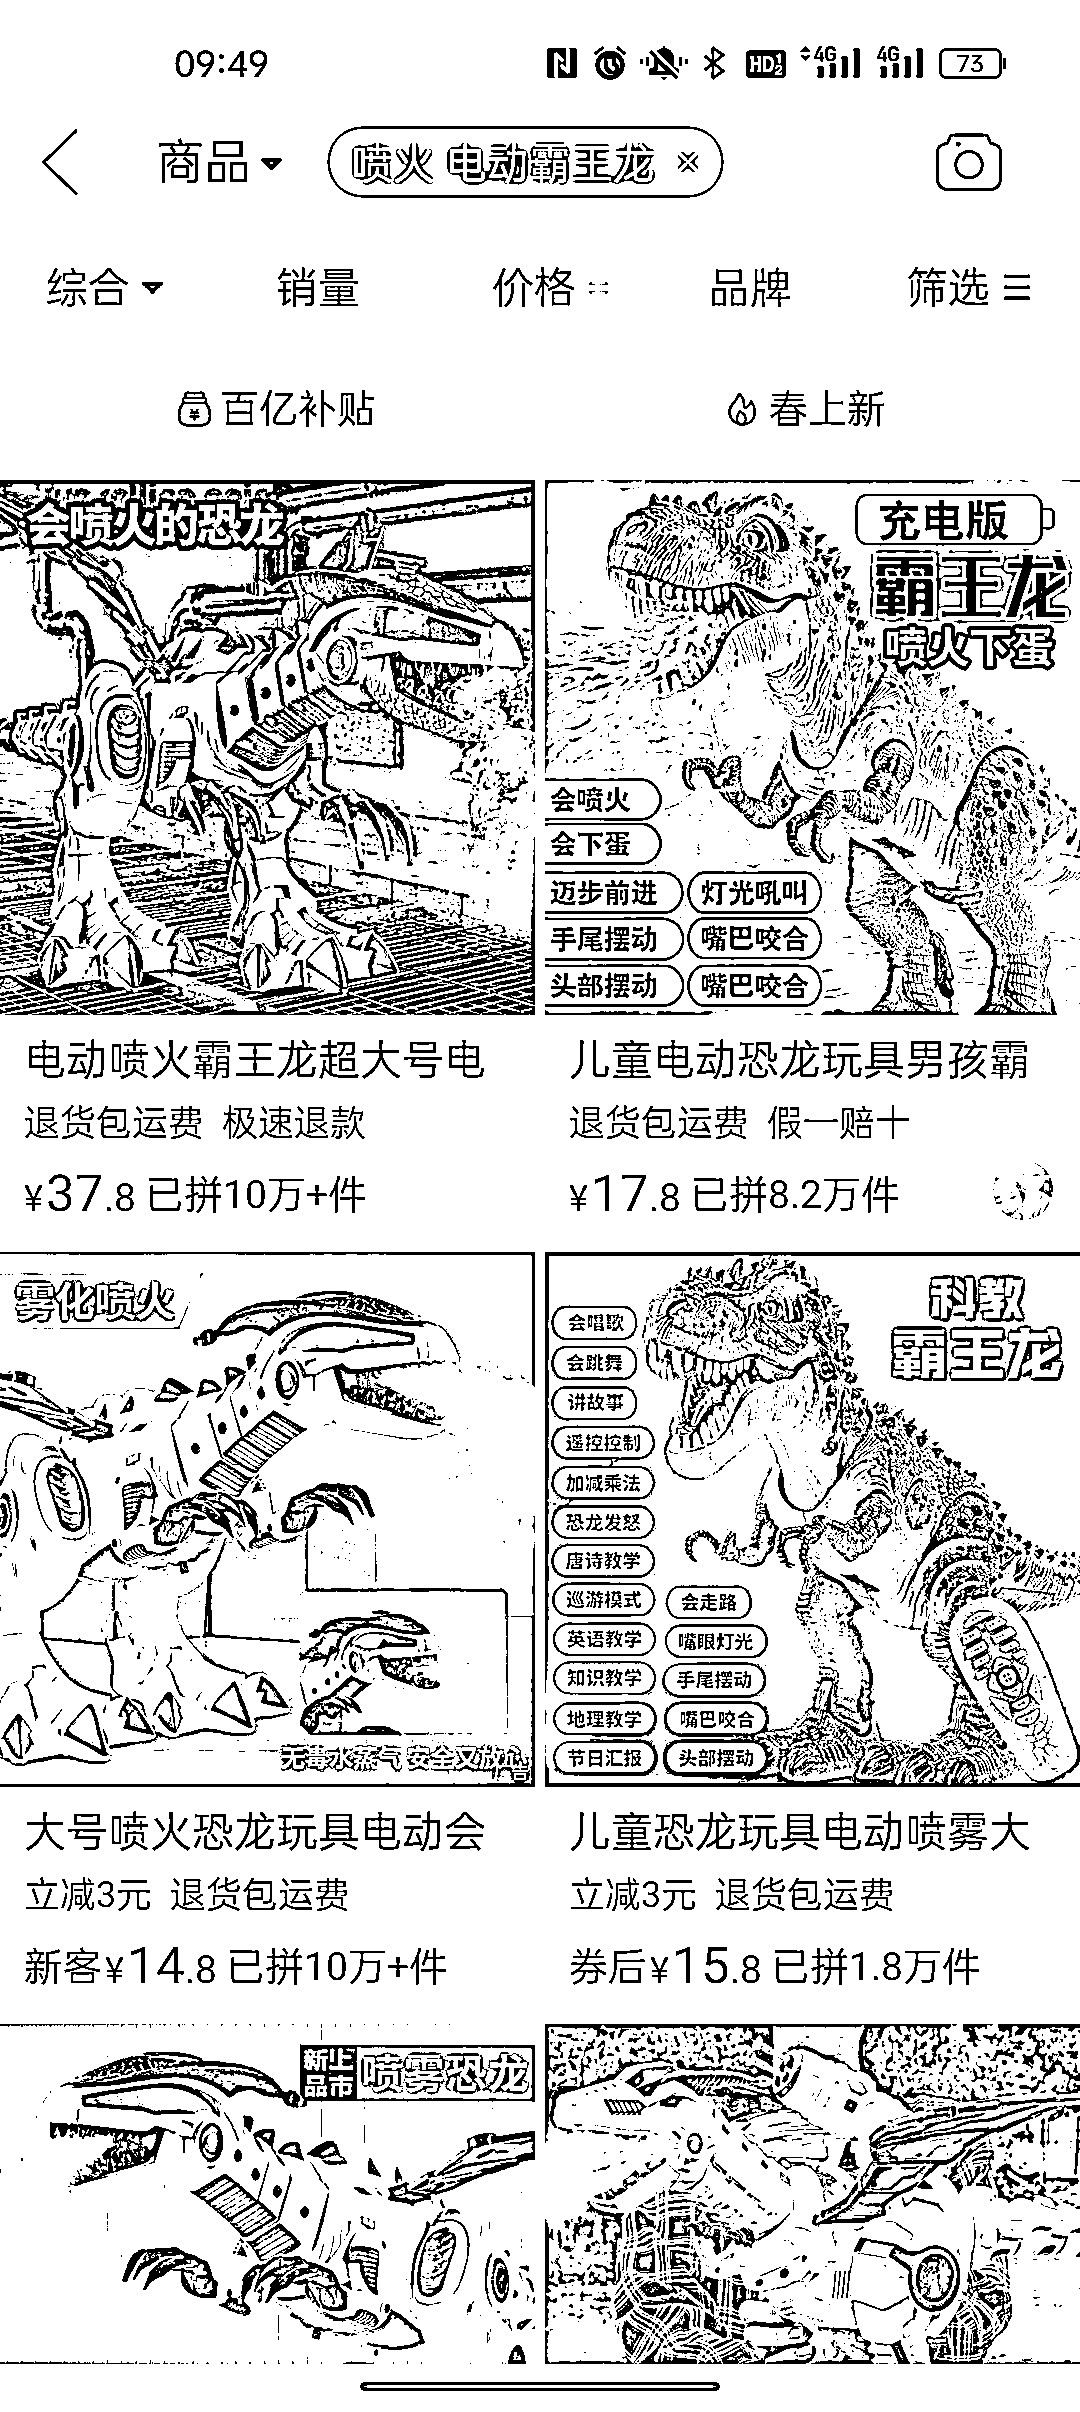 09:49 HD 4G 4G 73
商品 喷火 电动霸王龙 ×
综合 销量 价格 品牌 筛选
百亿补贴 春上新
会喷火的恐龙
充电版
霸王龙
喷火下蛋
会喷火
会下蛋
迈步前进 灯光吼叫
手尾摆动 嘴巴咬合
头部摆动 嘴巴咬合
电动喷火霸王龙超大号电
退货包运费 极速退款
¥37.8 已拼10万+件
儿童电动恐龙玩具男孩霸
退货包运费 假一赔十
¥17.8 已拼8.2万件
雾化喷火
无毒水蒸气 安全又放心
科教
霸王龙
会唱歌
会跳舞
讲故事
遥控控制
加减乘法
恐龙发怒
唐诗教学
巡游模式 会走路
英语教学 嘴眼灯光
知识教学 手尾摆动
地理教学 嘴巴咬合
节日汇报 头部摆动
大号喷火恐龙玩具电动会
立减3元 退货包运费
新客¥14.8 已拼10万+件
儿童恐龙玩具电动喷雾大
立减3元 退货包运费
券后¥15.8 已拼1.8万件
新品上市 喷雾恐龙